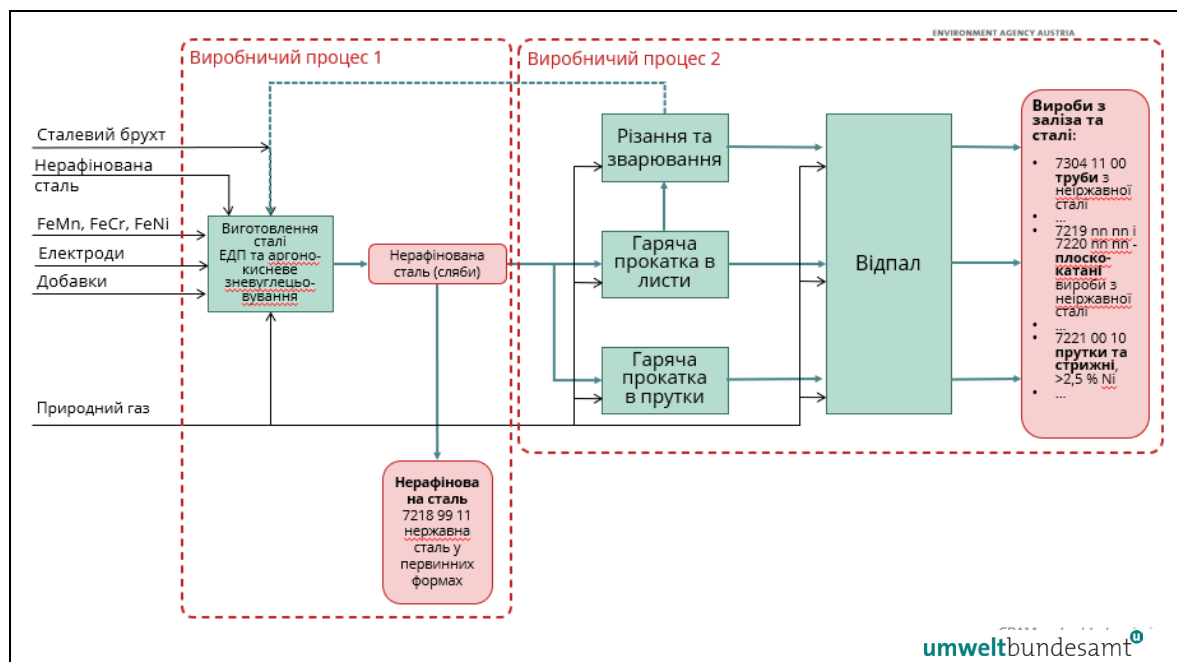 ENVIRONMENT AGENCY AUSTRIA
Виробничий процес 1
Виробничий процес 2
Сталевий брухт
Нерафінована
сталь
FeMn, FeCr, FeNi
Електроди
Добавки
Природний газ
Виготовлення
сталі
ЕДП та аргоно-
кисневе
зневуглецьо-
вування
Нерафінована
сталь (сляби)
Нерафінова
на сталь
7218 99 11
нержавна
сталь у
первинних
формах
Різання та
зварювання
Гаряча
прокатка в
листи
Гаряча
прокатка
в прутки
Відпал
Вироби з
заліза та
сталі:
• 7304 11 00
труби з
неіржавної
сталі
• ...
• 7219 nn nn і
7220 nn nn -
плоско-
катані
вироби з
неіржавної
сталі
• ...
• 7221 00 10
прутки та
стрижні,
>2,5 % Ni
• ...
umweltbundesamt